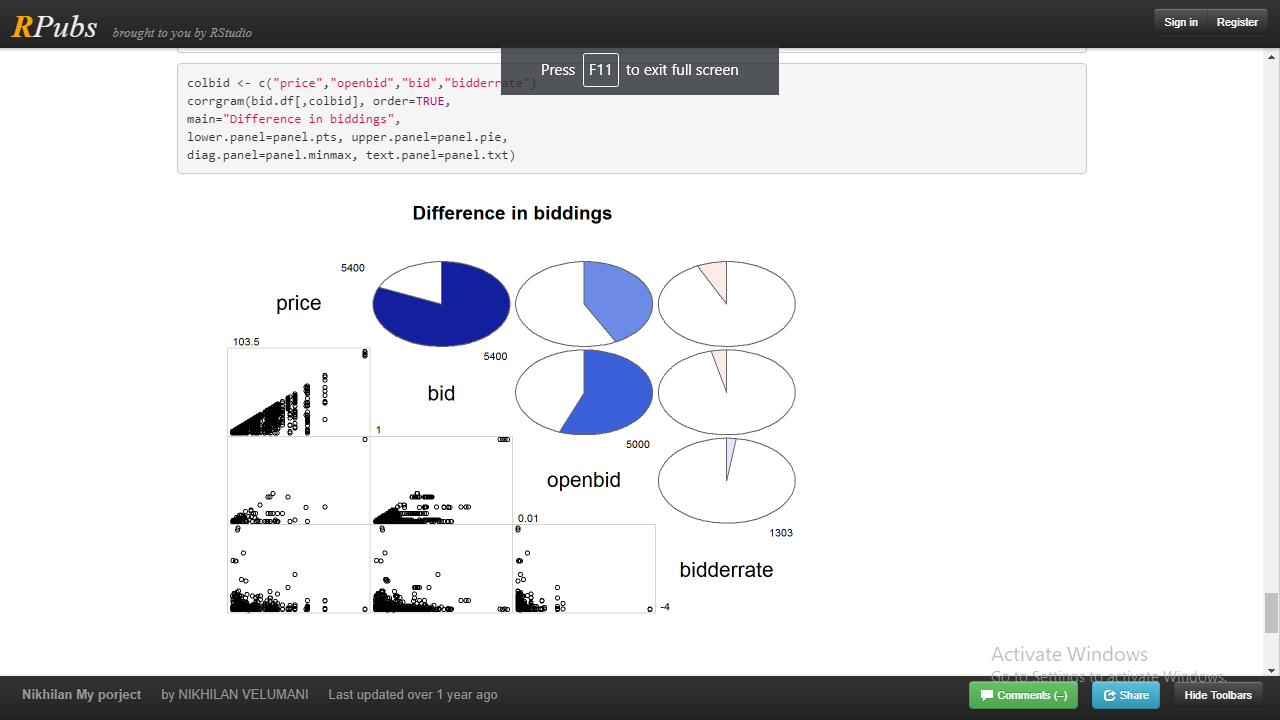 RPubs brought to you by RStudio
Sign in Register
Press F11 to exit full screen
colbid <- c("price","openbid","bid","bidderrate")
corrgram(bid.df[,colbid], order=TRUE,
main="Difference in biddings",
lower.panel=panel.pts, upper.panel=panel.pie,
diag.panel=panel.minmax, text.panel=panel.txt)
Difference in biddings
5400
price
103.5
5400
bid
1
5000
openbid
0.01
1303
bidderrate
-4
Activate Windows
Go to Settings to activate Windows.
Nikhilan My porject by NIKHILAN VELUMANI Last updated over 1 year ago
Comments (–) Share Hide Toolbars